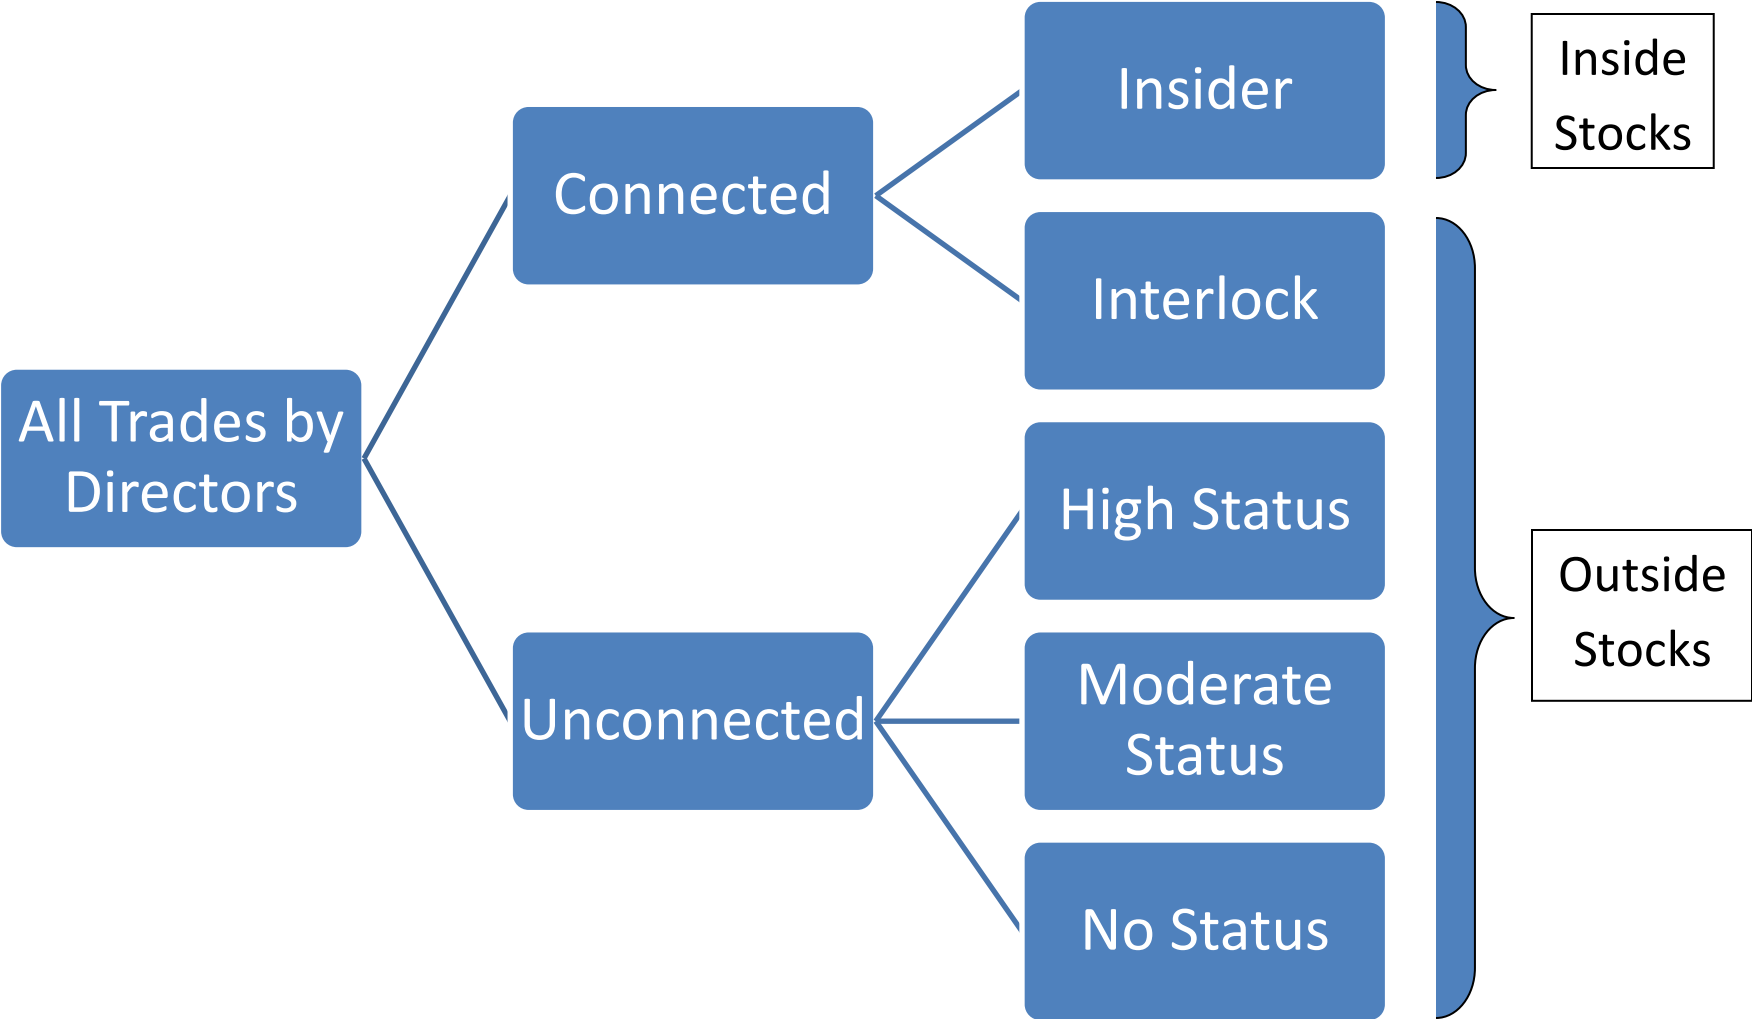 All Trades by
Directors
Connected
Unconnected
Insider
Interlock
High Status
Moderate
Status
No Status
Inside
Stocks
Outside
Stocks